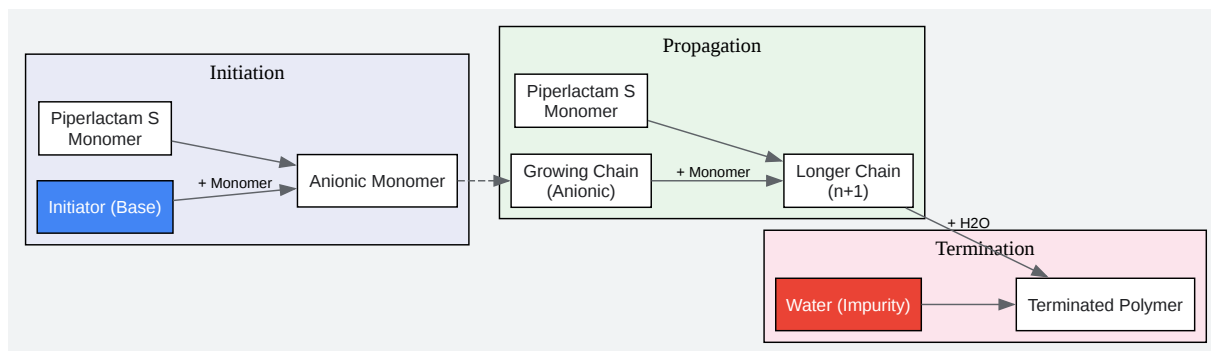 Initiation
Piperlactam S
Monomer
Initiator (Base)
+ Monomer
Anionic Monomer
Propagation
Piperlactam S
Monomer
Growing Chain
(Anionic)
+ Monomer
Longer Chain
(n+1)
+ H2O
Termination
Water (Impurity)
Terminated Polymer